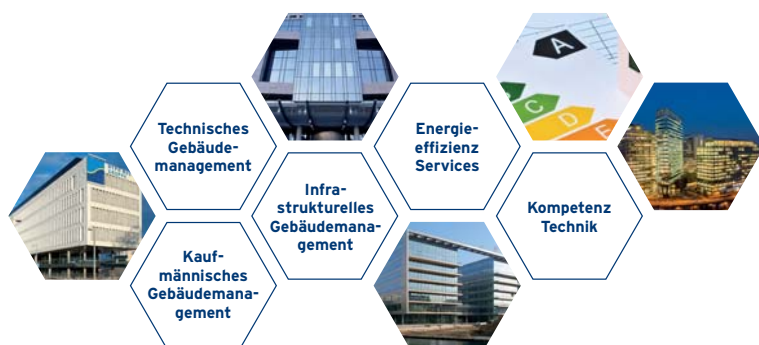 Technisches
Gebäude-
management
Kauf-
männisches
Gebäudemana-
gement
Infra-
strukturelles
Gebäudemana-
gement
Energie-
effizienz
Services
A
C
D
E
Kompetenz
Technik